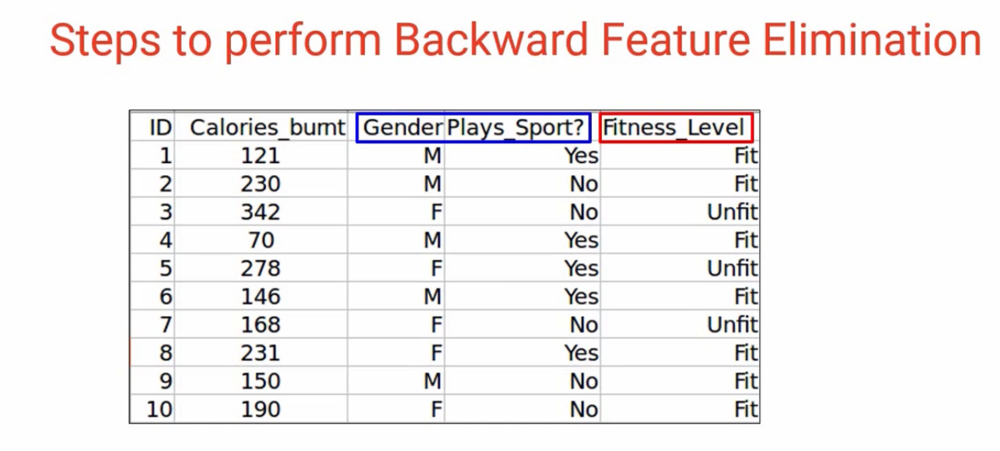 Steps to perform Backward Feature Elimination
ID Calories_burnt Gender Plays_Sport? Fitness_Level
1 121 M Yes Fit
2 230 M No Fit
3 342 F No Unfit
4 70 M Yes Fit
5 278 F Yes Unfit
6 146 M Yes Fit
7 168 F No Unfit
8 231 F Yes Fit
9 150 M No Fit
10 190 F No Fit